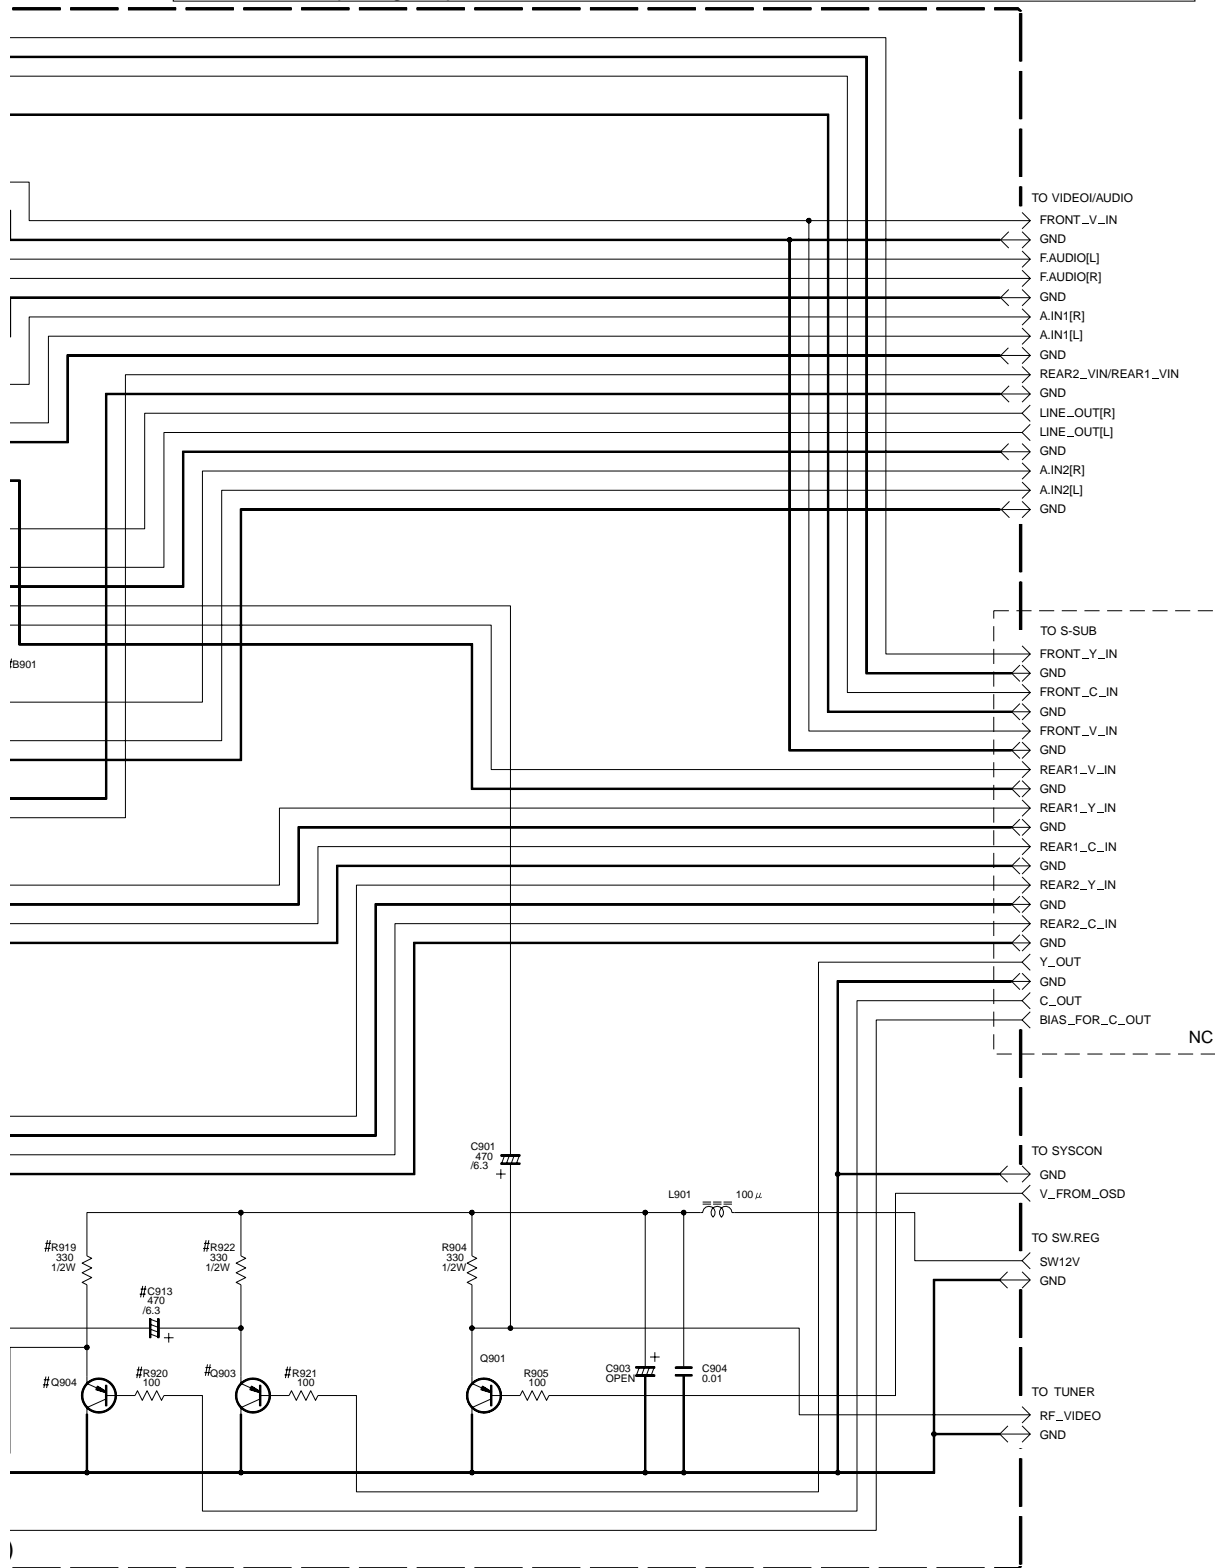 TO VIDEOI/AUDIO
FRONT_V_IN
GND
F.AUDIO[L]
F.AUDIO[R]
GND
A.IN1[R]
A.IN1[L]
GND
REAR2_VIN/REAR1_VIN
GND
LINE_OUT[R]
LINE_OUT[L]
GND
A.IN2[R]
A.IN2[L]
GND
TO S-SUB
FRONT_Y_IN
#B901
GND
FRONT_C_IN
GND
FRONT_V_IN
GND
REAR1_V_IN
GND
REAR1_Y_IN
GND
REAR1_C_IN
GND
REAR2_Y_IN
GND
REAR2_C_IN
GND
Y_OUT
GND
C_OUT
BIAS_FOR_C_OUT
NC
C901
470
/6.3
+
TO SYSCON
GND
V_FROM_OSD
L901
100µ
TO SW.REG
SW12V
GND
#R919
330
1/2W
#R922
330
1/2W
R904
330
1/2W
#C913
470
/6.3
+
#Q904
#R920
100
#Q903
#R921
100
Q901
R905
100
C903
OPEN
+
C904
0.01
TO TUNER
RF_VIDEO
GND
)